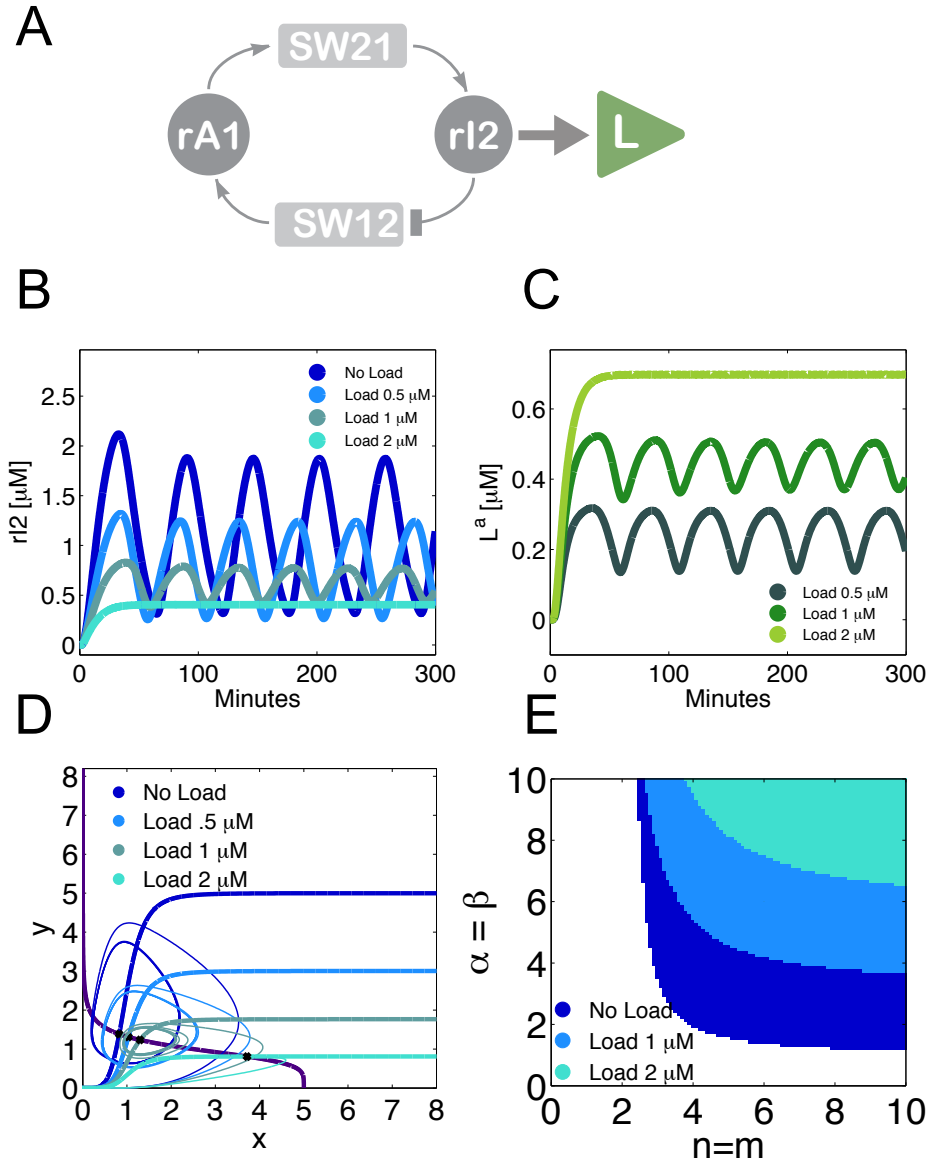 A
SW21
rA1
rI2
L
SW12
B
C
2.5
2
1.5
1
0.5
0
rI2 [μM]
No Load
Load 0.5 μM
Load 1 μM
Load 2 μM
0 100 200 300
Minutes
0.6
0.4
0.2
0
Lᵃ [μM]
Load 0.5 μM
Load 1 μM
Load 2 μM
0 100 200 300
Minutes
D
E
8
7
6
5
4
3
2
1
0
y
No Load
Load .5 μM
Load 1 μM
Load 2 μM
0 1 2 3 4 5 6 7 8
x
10
8
6
4
2
0
α = β
No Load
Load 1 μM
Load 2 μM
0 2 4 6 8 10
n=m